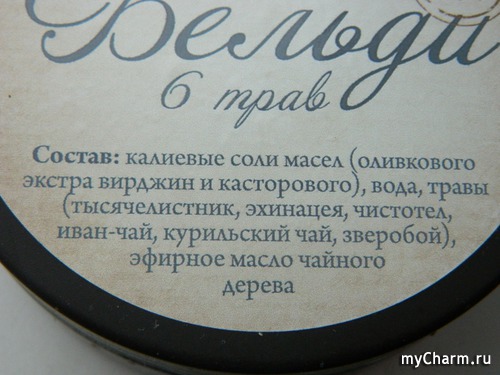 Бельди
6 трав
Состав: калиевые соли масел (оливкового
экстра вирджин и касторового), вода, травы
(тысячелистник, эхинацея, чистотел,
иван-чай, курильский чай, зверобой),
эфирное масло чайного
дерева
myCharm.ru